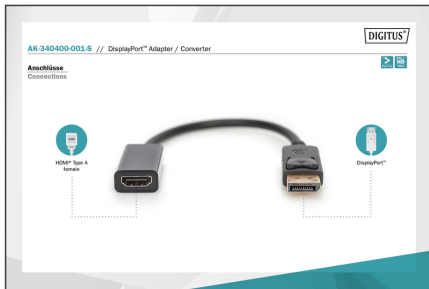 DIGITUS®
AK-340400-001-S // DisplayPort™ Adapter / Converter
Anschlüsse
Connections
HDMI® Type A
female
DisplayPort™